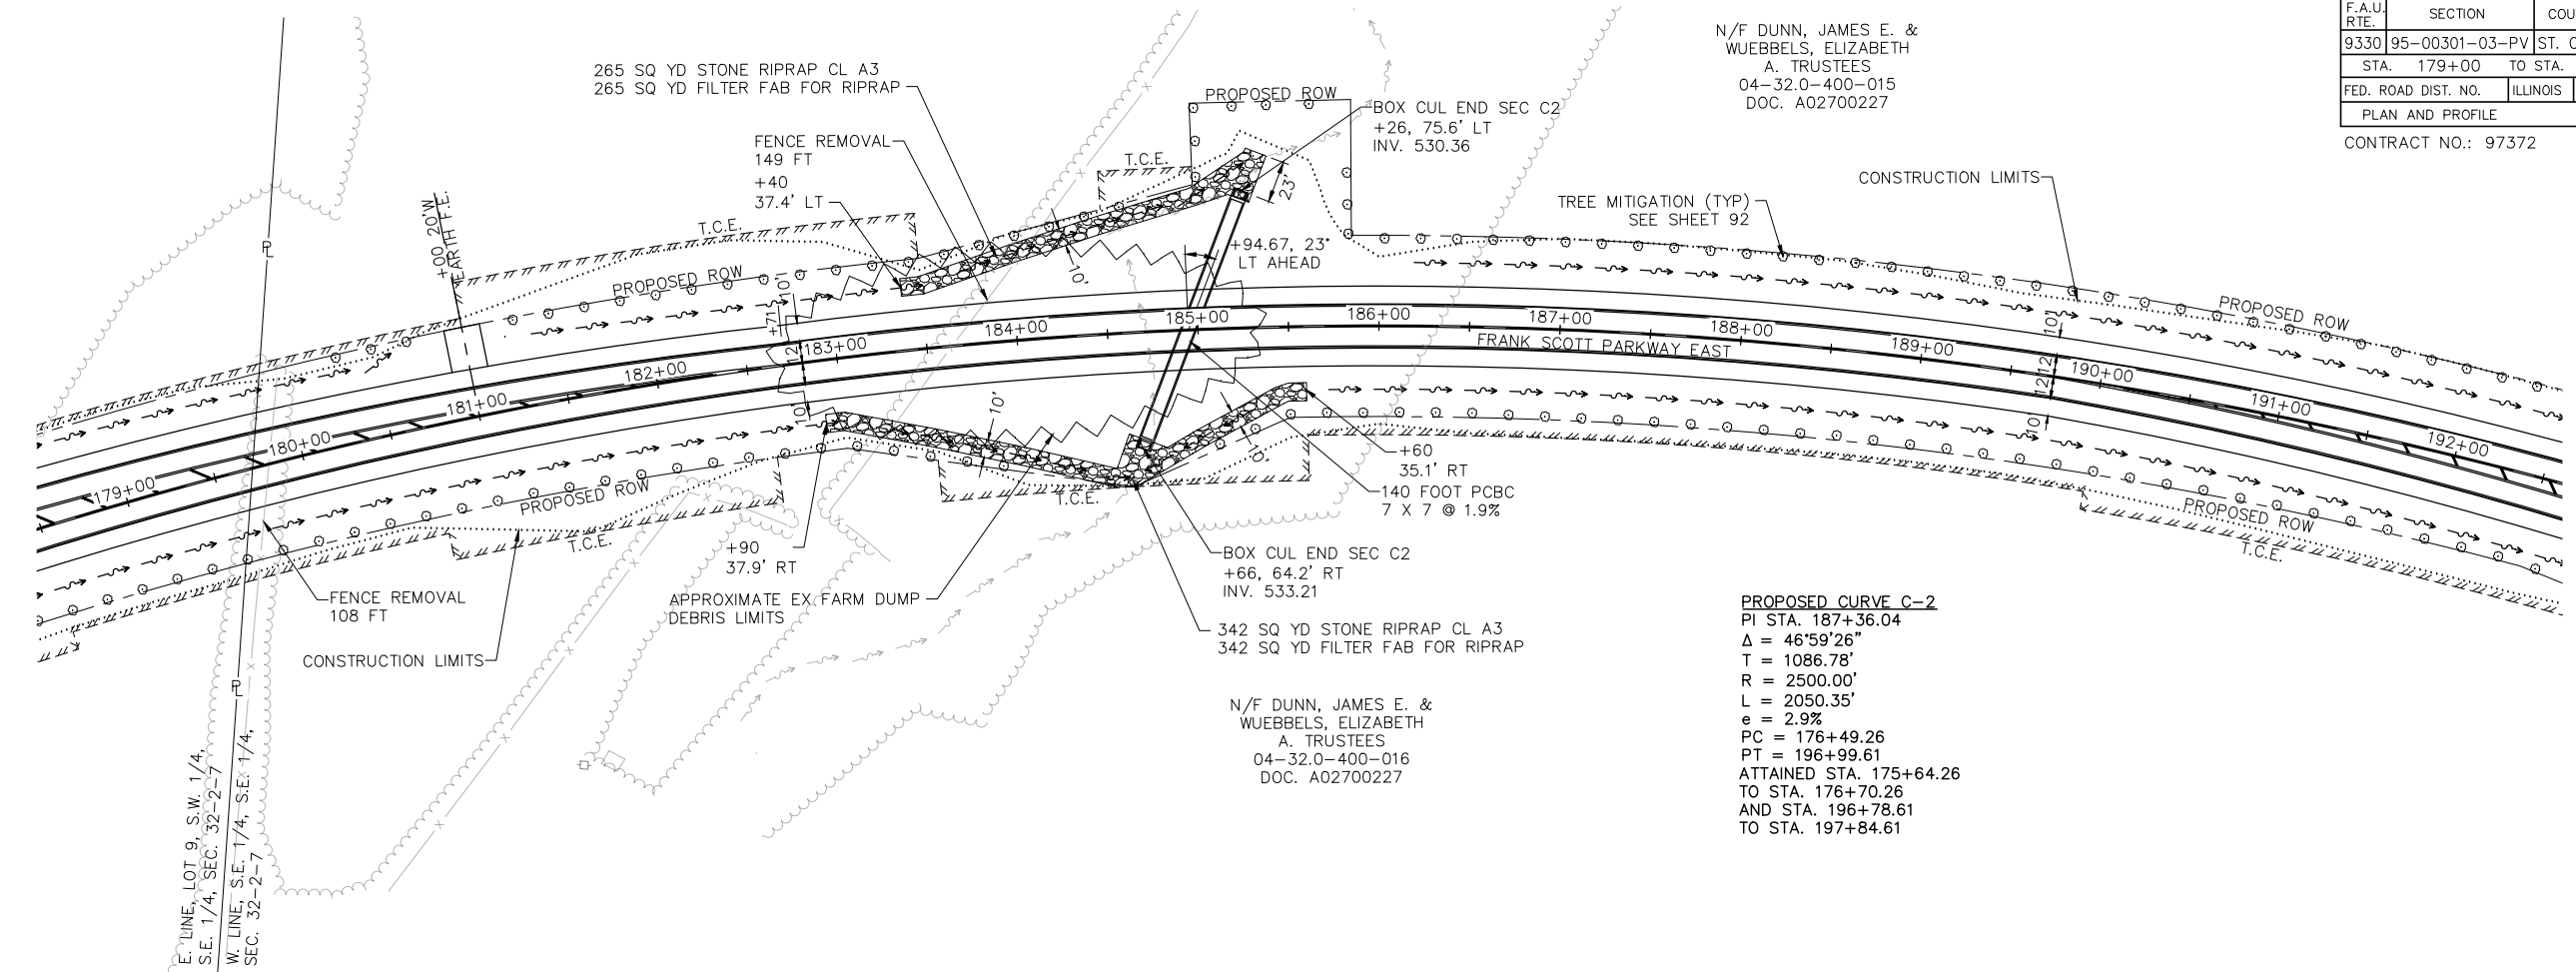 F.A.U. RTE. SECTION
9330 95-00301-03-PV ST.
STA. 179+00 TO STA.
FED. ROAD DIST. NO. ILLINOIS
PLAN AND PROFILE
CONTRACT NO.: 97372
N/F DUNN, JAMES E. &
WUEBBELS, ELIZABETH
A. TRUSTEES
04-32.0-400-015
DOC. A02700227
265 SQ YD STONE RIPRAP CL A3
265 SQ YD FILTER FAB FOR RIPRAP
PROPOSED ROW
BOX CUL END SEC C2
+26, 75.6' LT
INV. 530.36
FENCE REMOVAL
149 FT
+40
37.4' LT
T.C.E.
23'
CONSTRUCTION LIMITS
TREE MITIGATION (TYP)
SEE SHEET 92
+00 20'W
EARTH F.E.
T.C.E.
PROPOSED ROW
10'
+94.67, 23°
LT AHEAD
PROPOSED ROW
P
L
+71
10'
12'
10'
179+00
180+00
181+00
182+00
183+00
184+00
185+00
186+00
187+00
188+00
189+00
190+00
191+00
192+00
FRANK SCOTT PARKWAY EAST
10'
12'
12'
10'
10'
10'
PROPOSED ROW
T.C.E.
T.C.E.
+60
35.1' RT
140 FOOT PCBC
7 X 7 @ 1.9%
PROPOSED ROW
T.C.E.
+90
37.9' RT
BOX CUL END SEC C2
+66, 64.2' RT
INV. 533.21
APPROXIMATE EX FARM DUMP
DEBRIS LIMITS
FENCE REMOVAL
108 FT
CONSTRUCTION LIMITS
342 SQ YD STONE RIPRAP CL A3
342 SQ YD FILTER FAB FOR RIPRAP
P
L
N/F DUNN, JAMES E. &
WUEBBELS, ELIZABETH
A. TRUSTEES
04-32.0-400-016
DOC. A02700227
PROPOSED CURVE C-2
PI STA. 187+36.04
Δ = 46°59'26"
T = 1086.78'
R = 2500.00'
L = 2050.35'
e = 2.9%
PC = 176+49.26
PT = 196+99.61
ATTAINED STA. 175+64.26
TO STA. 176+70.26
AND STA. 196+78.61
TO STA. 197+84.61
E. LINE, LOT 9, S.W. 1/4,
S.E. 1/4, SEC. 32-2-7
W. LINE, S.E. 1/4, S.E. 1/4,
SEC. 32-2-7